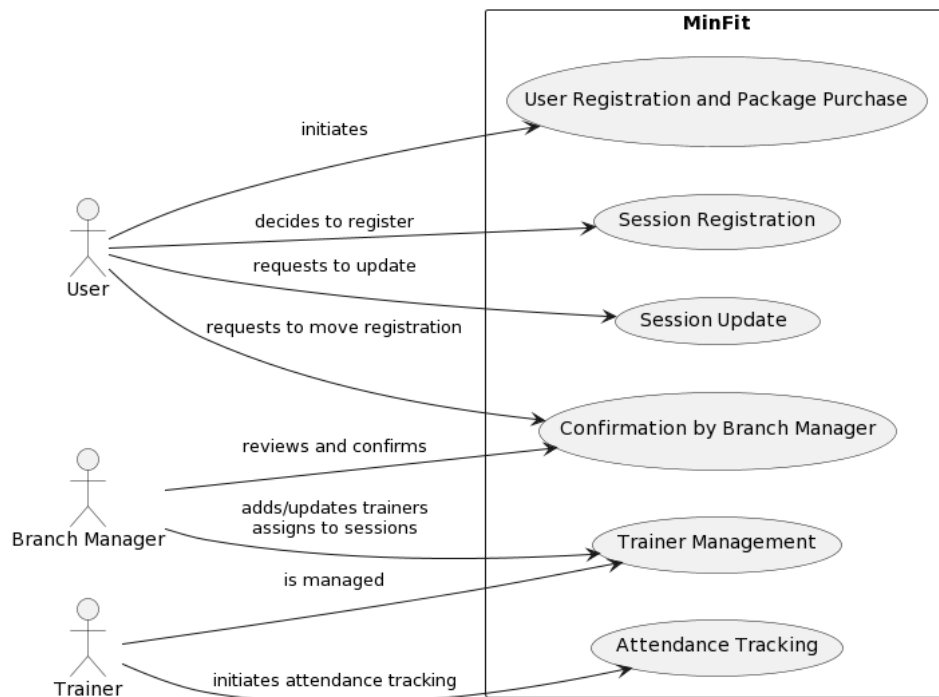 MinFit
User Registration and Package Purchase
initiates
decides to register
Session Registration
requests to update
User
Session Update
requests to move registration
Confirmation by Branch Manager
reviews and confirms
Branch Manager
adds/updates trainers
assigns to sessions
Trainer Management
is managed
Attendance Tracking
initiates attendance tracking
Trainer